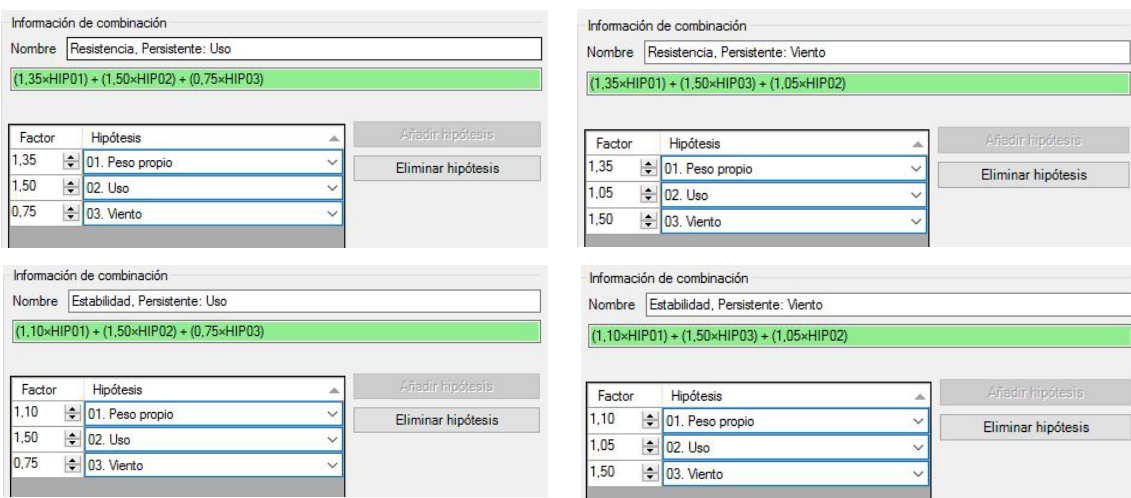 Información de combinación
Nombre Resistencia, Persistente: Uso
(1,35×HIP01) + (1,50×HIP02) + (0,75×HIP03)
Factor Hipótesis
Añadir hipótesis
1,35 01. Peso propio
Eliminar hipótesis
1,50 02. Uso
0,75 03. Viento
Información de combinación
Nombre Resistencia, Persistente: Viento
(1,35×HIP01) + (1,50×HIP03) + (1,05×HIP02)
Factor Hipótesis
Añadir hipótesis
1,35 01. Peso propio
Eliminar hipótesis
1,05 02. Uso
1,50 03. Viento
Información de combinación
Nombre Estabilidad, Persistente: Uso
(1,10×HIP01) + (1,50×HIP02) + (0,75×HIP03)
Factor Hipótesis
Añadir hipótesis
1,10 01. Peso propio
Eliminar hipótesis
1,50 02. Uso
0,75 03. Viento
Información de combinación
Nombre Estabilidad, Persistente: Viento
(1,10×HIP01) + (1,50×HIP03) + (1,05×HIP02)
Factor Hipótesis
Añadir hipótesis
1,10 01. Peso propio
Eliminar hipótesis
1,05 02. Uso
1,50 03. Viento